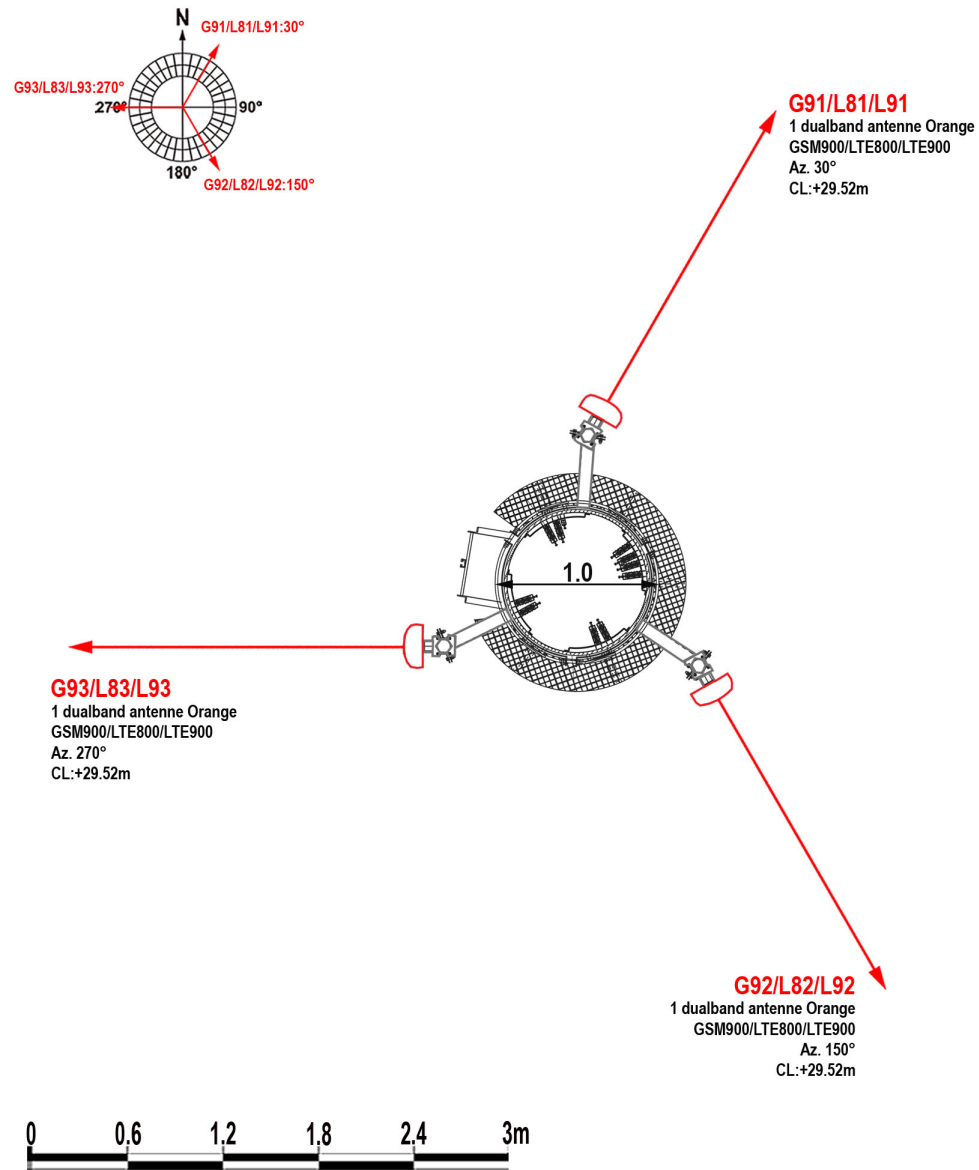 N
G91/L81/L91:30°
G93/L83/L93:270°
270°
90°
180°
G92/L82/L92:150°
G91/L81/L91
1 dualband antenne Orange
GSM900/LTE800/LTE900
Az. 30°
CL:+29.52m
1.0
G93/L83/L93
1 dualband antenne Orange
GSM900/LTE800/LTE900
Az. 270°
CL:+29.52m
G92/L82/L92
1 dualband antenne Orange
GSM900/LTE800/LTE900
Az. 150°
CL:+29.52m
0 0.6 1.2 1.8 2.4 3m